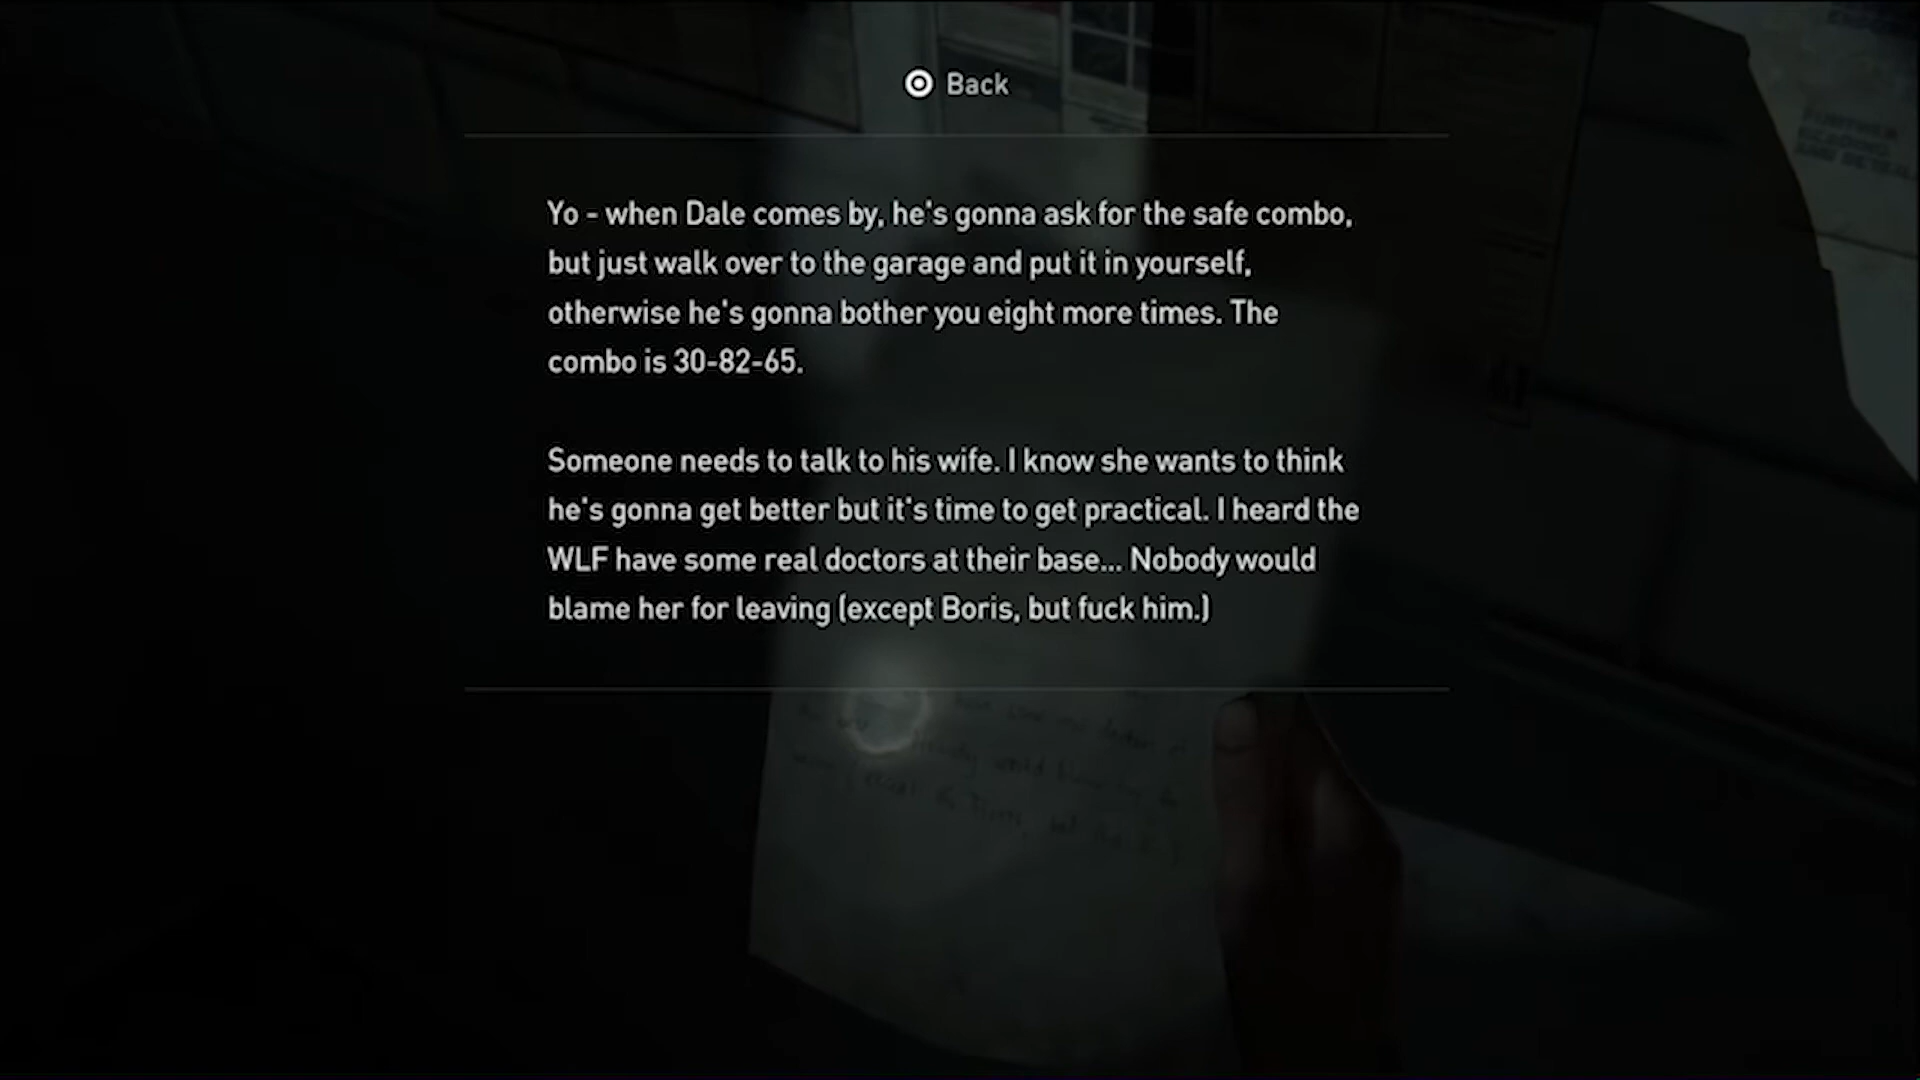 Back
Yo - when Dale comes by, he's gonna ask for the safe combo,
but just walk over to the garage and put it in yourself,
otherwise he's gonna bother you eight more times. The
combo is 30-82-65.
Someone needs to talk to his wife. I know she wants to think
he's gonna get better but it's time to get practical. I heard the
WLF have some real doctors at their base... Nobody would
blame her for leaving (except Boris, but fuck him.)